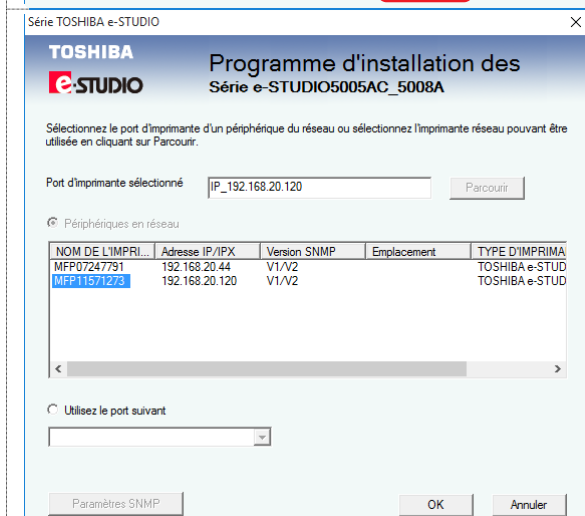 Série TOSHIBA e-STUDIO
TOSHIBA
e-STUDIO
Programme d'installation des
Série e-STUDIO5005AC_5008A
Sélectionnez le port d'imprimante d'un périphérique du réseau ou sélectionnez l'imprimante réseau pouvant être
utilisée en cliquant sur Parcourir.
Port d'imprimante sélectionné
IP_192.168.20.120
Parcourir
Périphériques en réseau
NOM DE L'IMPRI... Adresse IP/IPX Version SNMP Emplacement TYPE D'IMPRIMA
MFP07247791 192.168.20.44 V1/V2 TOSHIBA e-STUD
MFP11571273 192.168.20.120 V1/V2 TOSHIBA e-STUD
Utilisez le port suivant
Paramètres SNMP
OK
Annuler